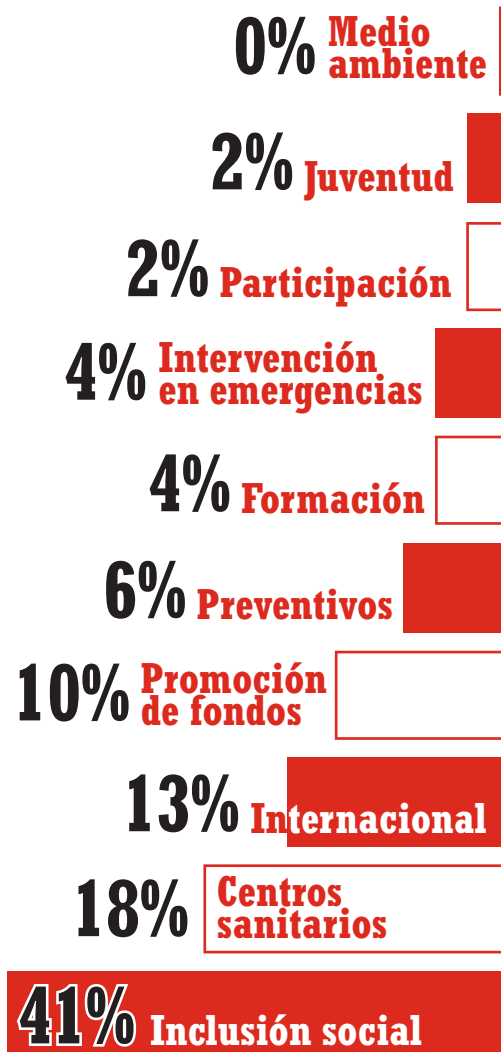 0% Medio
ambiente
2% Juventud
2% Participación
4% Intervención
en emergencias
4% Formación
6% Preventivos
10% Promoción
de fondos
13% Internacional
18% Centros
sanitarios
41% Inclusión social